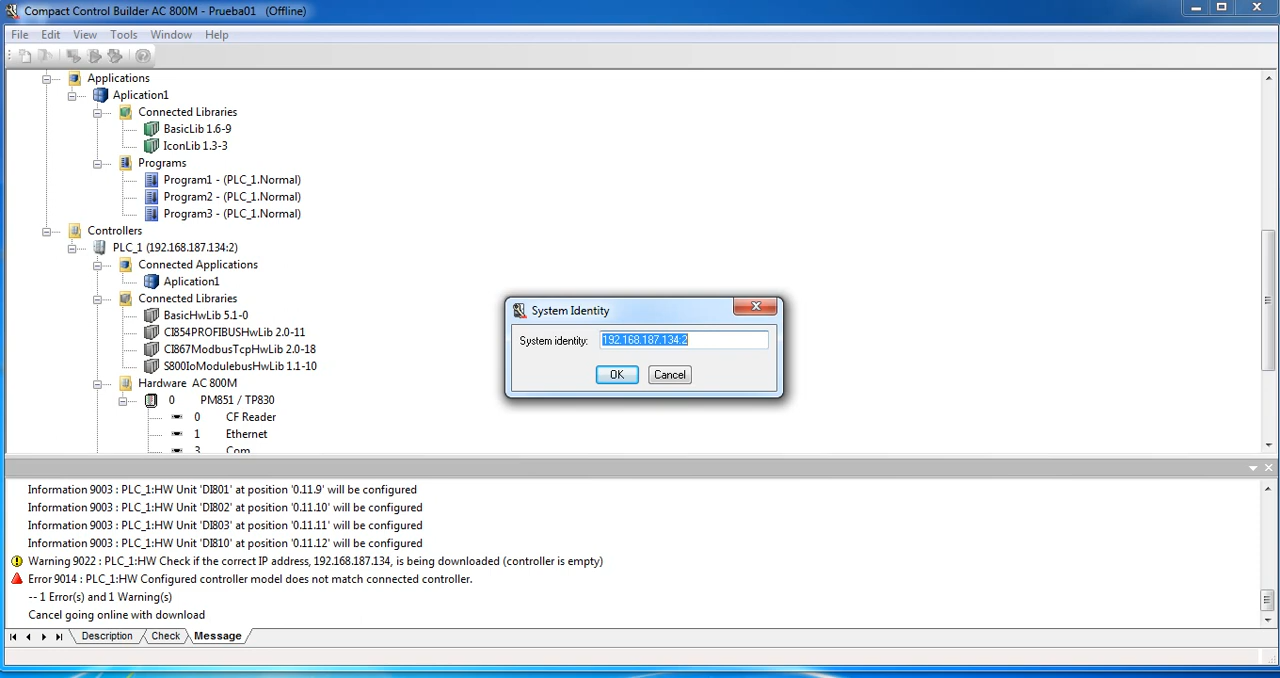 Compact Control Builder AC 800M - Prueba01   (Offline)
File Edit View Tools Window Help
Applications
Aplication1
Connected Libraries
BasicLib 1.6-9
IconLib 1.3-3
Programs
Program1 - (PLC_1.Normal)
Program2 - (PLC_1.Normal)
Program3 - (PLC_1.Normal)
Controllers
PLC_1 (192.168.187.134:2)
Connected Applications
Aplication1
Connected Libraries
BasicHwLib 5.1-0
CI854PROFIBUSHwLib 2.0-11
CI867ModbusTcpHwLib 2.0-18
S800IoModulebusHwLib 1.1-10
Hardware AC 800M
0 PM851 / TP830
0 CF Reader
1 Ethernet
3 Com
System Identity
System identity: 192.168.187.134:2
OK Cancel
Information 9003 : PLC_1:HW Unit 'DI801' at position '0.11.9' will be configured
Information 9003 : PLC_1:HW Unit 'DI802' at position '0.11.10' will be configured
Information 9003 : PLC_1:HW Unit 'DI803' at position '0.11.11' will be configured
Information 9003 : PLC_1:HW Unit 'DI810' at position '0.11.12' will be configured
Warning 9022 : PLC_1:HW Check if the correct IP address, 192.168.187.134, is being downloaded (controller is empty)
Error 9014 : PLC_1:HW Configured controller model does not match connected controller.
-- 1 Error(s) and 1 Warning(s)
Cancel going online with download
Description Check Message